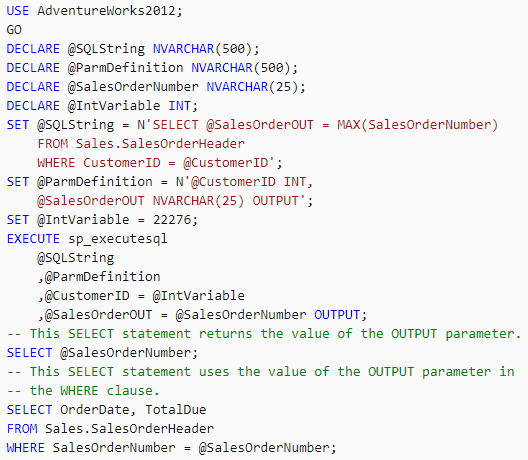 USE AdventureWorks2012;
GO
DECLARE @SQLString NVARCHAR(500);
DECLARE @ParmDefinition NVARCHAR(500);
DECLARE @SalesOrderNumber NVARCHAR(25);
DECLARE @IntVariable INT;
SET @SQLString = N'SELECT @SalesOrderOUT = MAX(SalesOrderNumber)
    FROM Sales.SalesOrderHeader
    WHERE CustomerID = @CustomerID';
SET @ParmDefinition = N'@CustomerID INT,
    @SalesOrderOUT NVARCHAR(25) OUTPUT';
SET @IntVariable = 22276;
EXECUTE sp_executesql
    @SQLString
    ,@ParmDefinition
    ,@CustomerID = @IntVariable
    ,@SalesOrderOUT = @SalesOrderNumber OUTPUT;
-- This SELECT statement returns the value of the OUTPUT parameter.
SELECT @SalesOrderNumber;
-- This SELECT statement uses the value of the OUTPUT parameter in
-- the WHERE clause.
SELECT OrderDate, TotalDue
FROM Sales.SalesOrderHeader
WHERE SalesOrderNumber = @SalesOrderNumber;